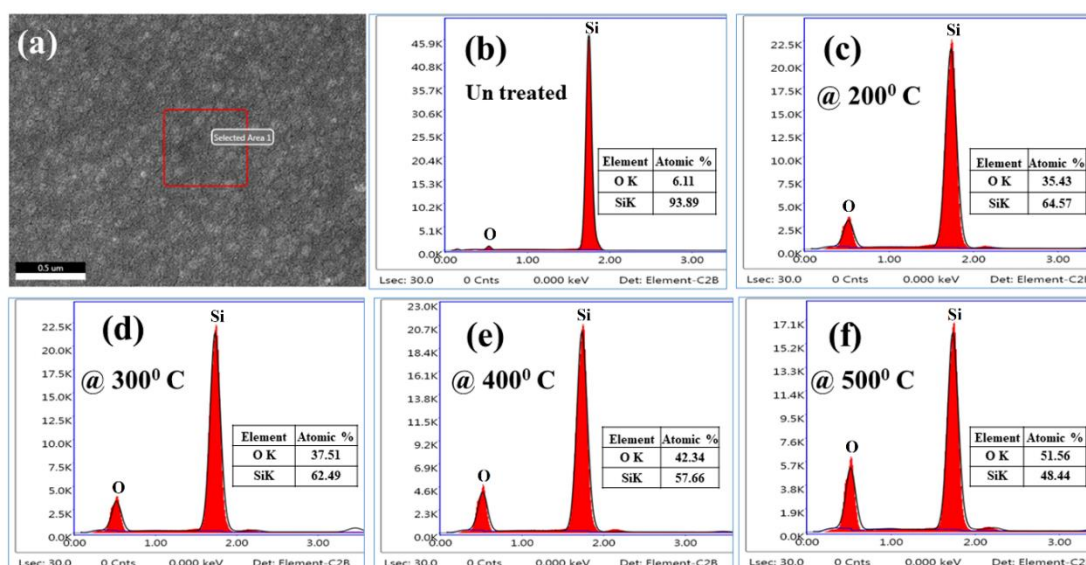 (a)
Selected Area 1
0.5 um
(b)
Un treated
Si
O
45.9K
40.8K
35.7K
30.6K
25.5K
20.4K
15.3K
10.2K
5.1K
0.0K
0.00 1.00 2.00 3.00
Element Atomic %
O K 6.11
SiK 93.89
Lsec: 30.0 0 Cnts 0.000 keV Det: Element-C2B
(c)
@ 200⁰ C
Si
O
22.5K
20.0K
17.5K
15.0K
12.5K
10.0K
7.5K
5.0K
2.5K
0.0K
0.00 1.00 2.00 3.00
Element Atomic %
O K 35.43
SiK 64.57
Lsec: 30.0 0 Cnts 0.000 keV Det: Element-C2B
(d)
@ 300⁰ C
Si
O
22.5K
20.0K
17.5K
15.0K
12.5K
10.0K
7.5K
5.0K
2.5K
0.0K
0.00 1.00 2.00 3.00
Element Atomic %
O K 37.51
SiK 62.49
Lsec: 30.0 0 Cnts 0.000 keV Det: Element-C2B
(e)
@ 400⁰ C
Si
O
23.0K
20.7K
18.4K
16.1K
13.8K
11.5K
9.2K
6.9K
4.6K
2.3K
0.0K
0.00 1.00 2.00 3.00
Element Atomic %
O K 42.34
SiK 57.66
Lsec: 30.0 0 Cnts 0.000 keV Det: Element-C2B
(f)
@ 500⁰ C
Si
O
17.1K
15.2K
13.3K
11.4K
9.5K
7.6K
5.7K
3.8K
1.9K
0.0K
0.00 1.00 2.00 3.00
Element Atomic %
O K 51.56
SiK 48.44
Lsec: 30.0 0 Cnts 0.000 keV Det: Element-C2B